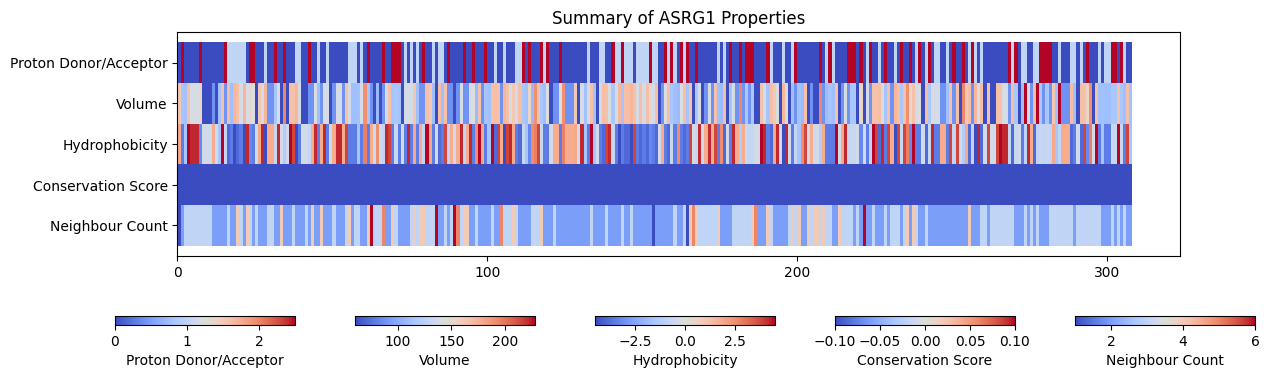 Summary of ASRG1 Properties
Proton Donor/Acceptor
Volume
Hydrophobicity
Conservation Score
Neighbour Count
0 100 200 300
0 1 2
Proton Donor/Acceptor
100 150 200
Volume
−2.5 0.0 2.5
Hydrophobicity
−0.10 −0.05 0.00 0.05 0.10
Conservation Score
2 4 6
Neighbour Count